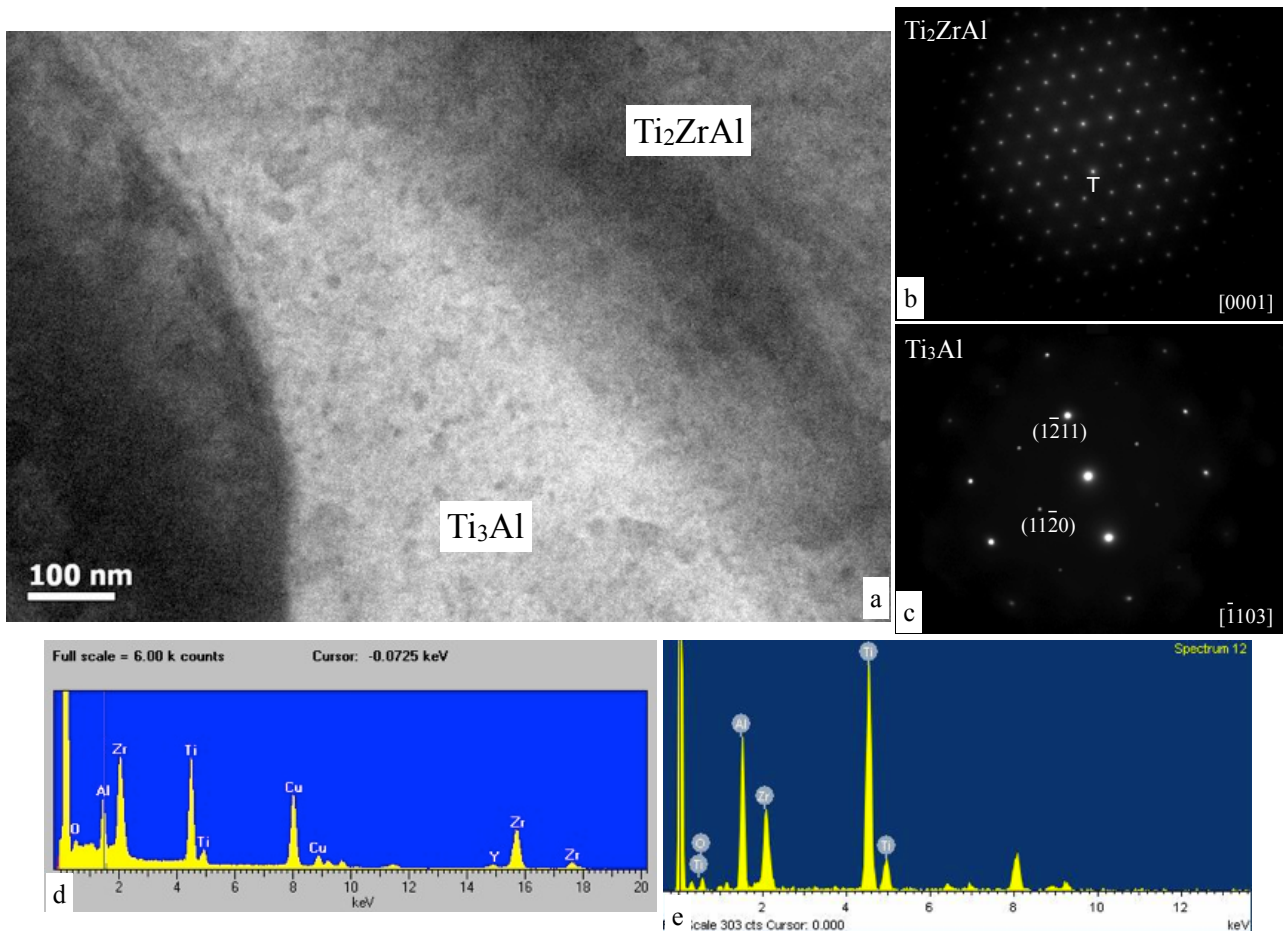 Ti₂ZrAl
Ti₃Al
100 nm
a
Ti₂ZrAl
T
b
[0001]
Ti₃Al
(12̄11)
(112̄0)
c
[1̄103]
Full scale = 6.00 k counts Cursor: -0.0725 keV
O
Al
Zr
Ti
Ti
Cu
Cu
Y
Zr
Zr
2 4 6 8 10 12 14 16 18 20
keV
d
Spectrum 12
O
Ti
Al
Zr
Ti
Ti
2 4 6 8 10 12
Scale 303 cts Cursor: 0.000 keV
e